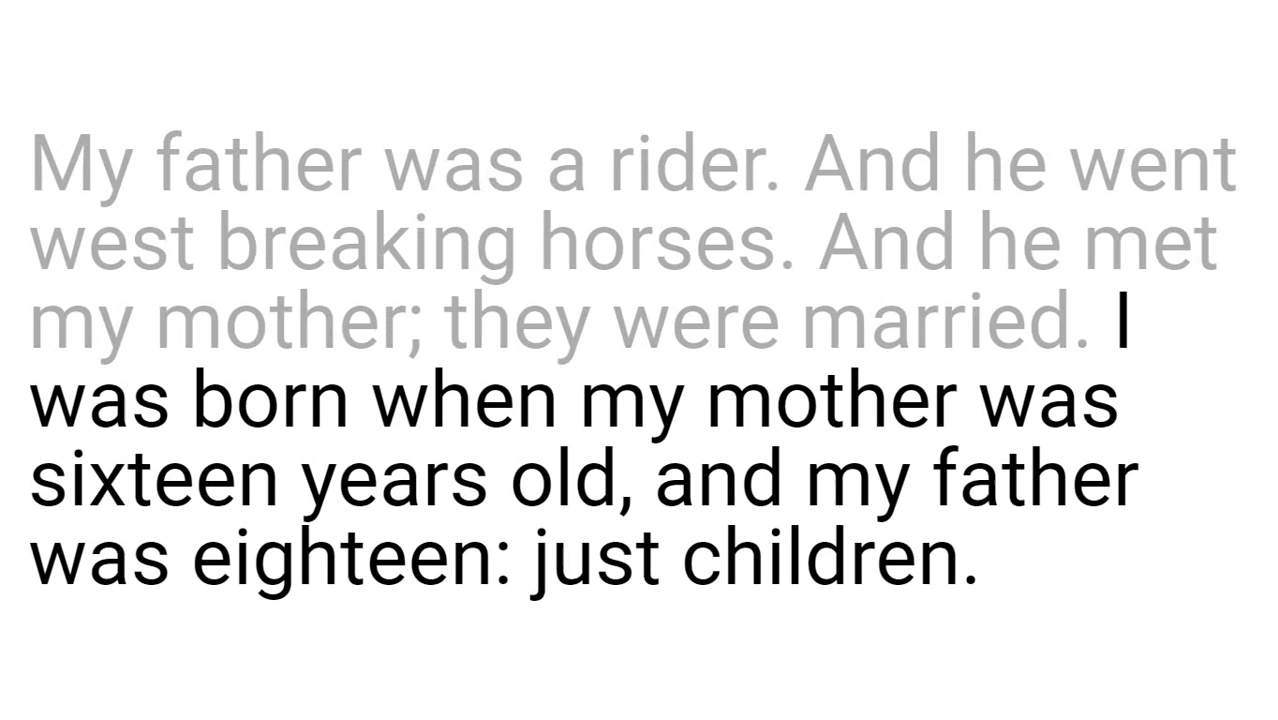 My father was a rider. And he went
west breaking horses. And he met
my mother; they were married. I
was born when my mother was
sixteen years old, and my father
was eighteen: just children.